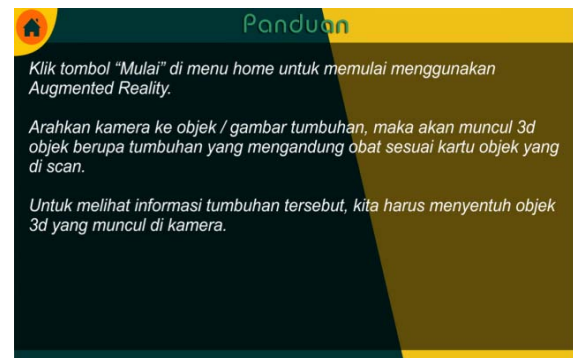 Panduan
Klik tombol “Mulai” di menu home untuk memulai menggunakan
Augmented Reality.
Arahkan kamera ke objek / gambar tumbuhan, maka akan muncul 3d
objek berupa tumbuhan yang mengandung obat sesuai kartu objek yang
di scan.
Untuk melihat informasi tumbuhan tersebut, kita harus menyentuh objek
3d yang muncul di kamera.